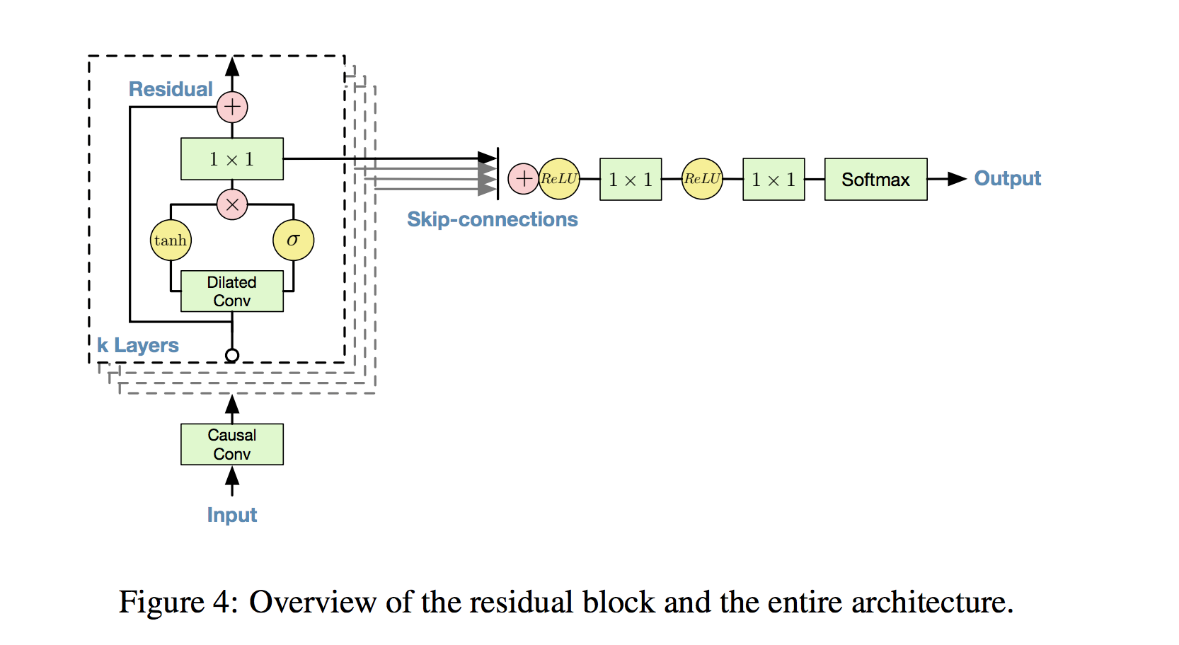 Residual
+
1 × 1
×
tanh
σ
Dilated
Conv
k Layers
Causal
Conv
Input
Skip-connections
+
ReLU
1 × 1
ReLU
1 × 1
Softmax
Output
Figure 4: Overview of the residual block and the entire architecture.